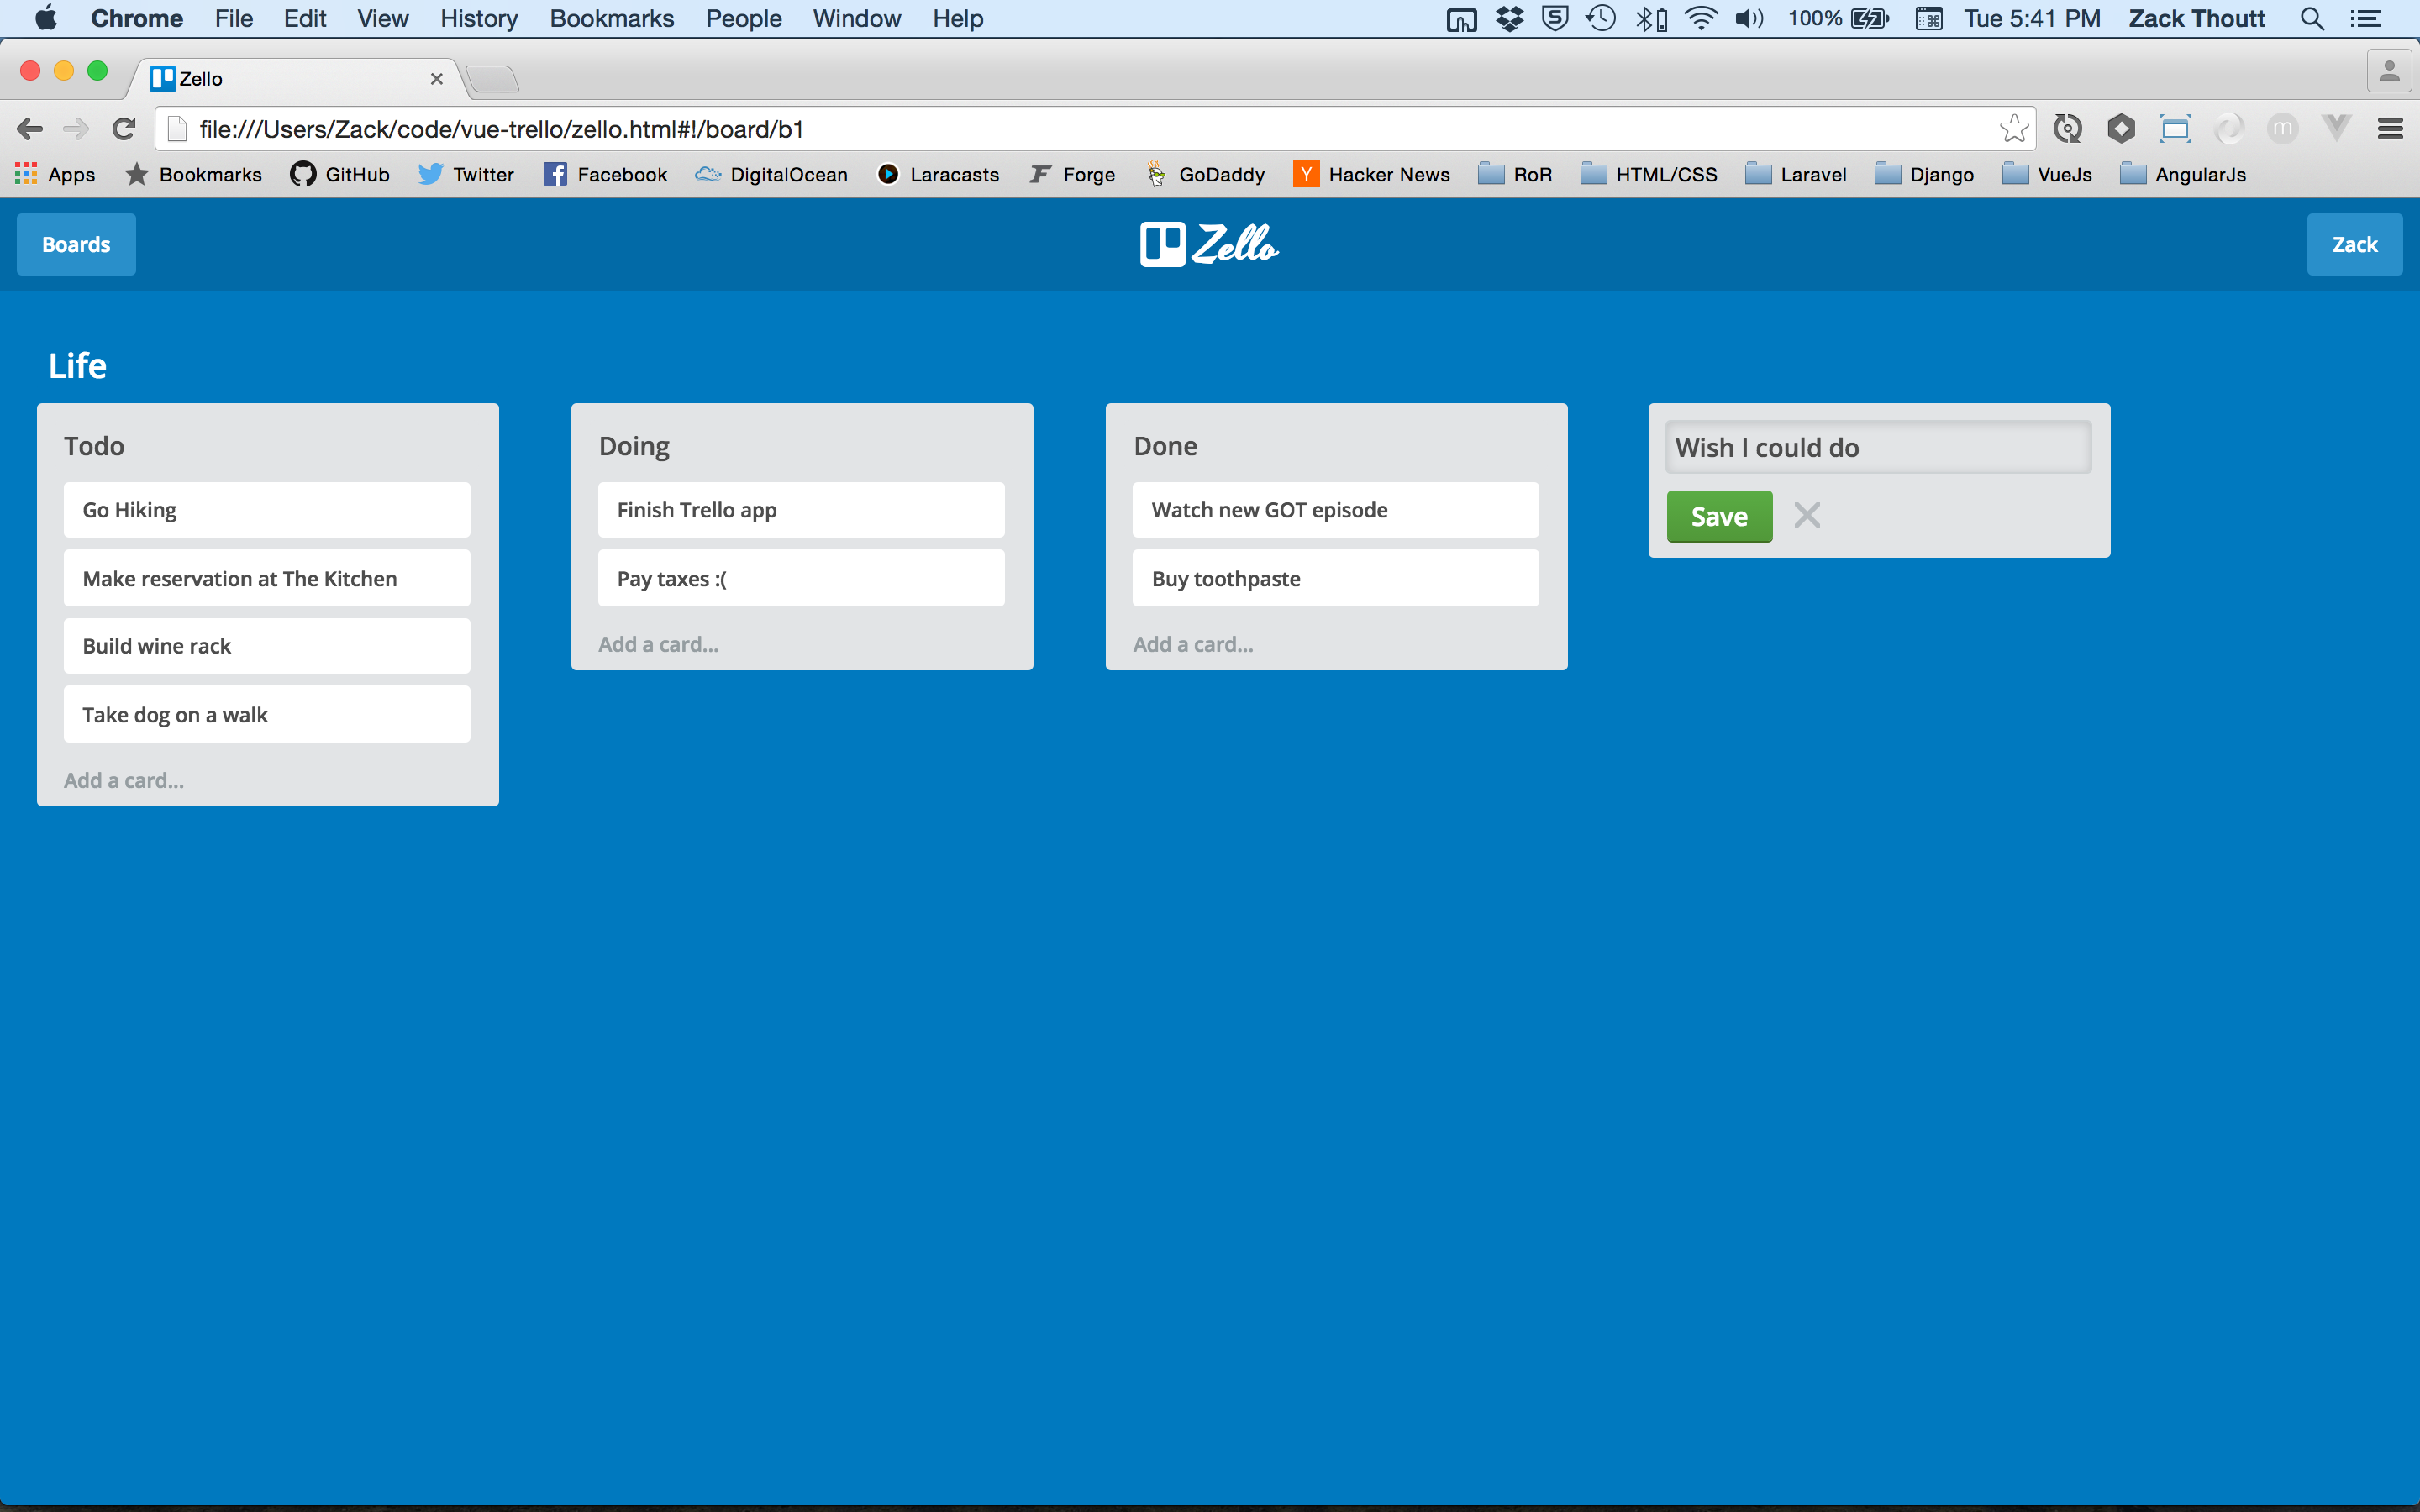 Chrome File Edit View History Bookmarks People Window Help 100% Tue 5:41 PM Zack Thoutt
Zello
file:///Users/Zack/code/vue-trello/zello.html#!/board/b1
Apps Bookmarks GitHub Twitter Facebook DigitalOcean Laracasts Forge GoDaddy Hacker News RoR HTML/CSS Laravel Django VueJs AngularJs
Boards Zello Zack
Life
Todo
Go Hiking
Make reservation at The Kitchen
Build wine rack
Take dog on a walk
Add a card...
Doing
Finish Trello app
Pay taxes :(
Add a card...
Done
Watch new GOT episode
Buy toothpaste
Add a card...
Wish I could do
Save